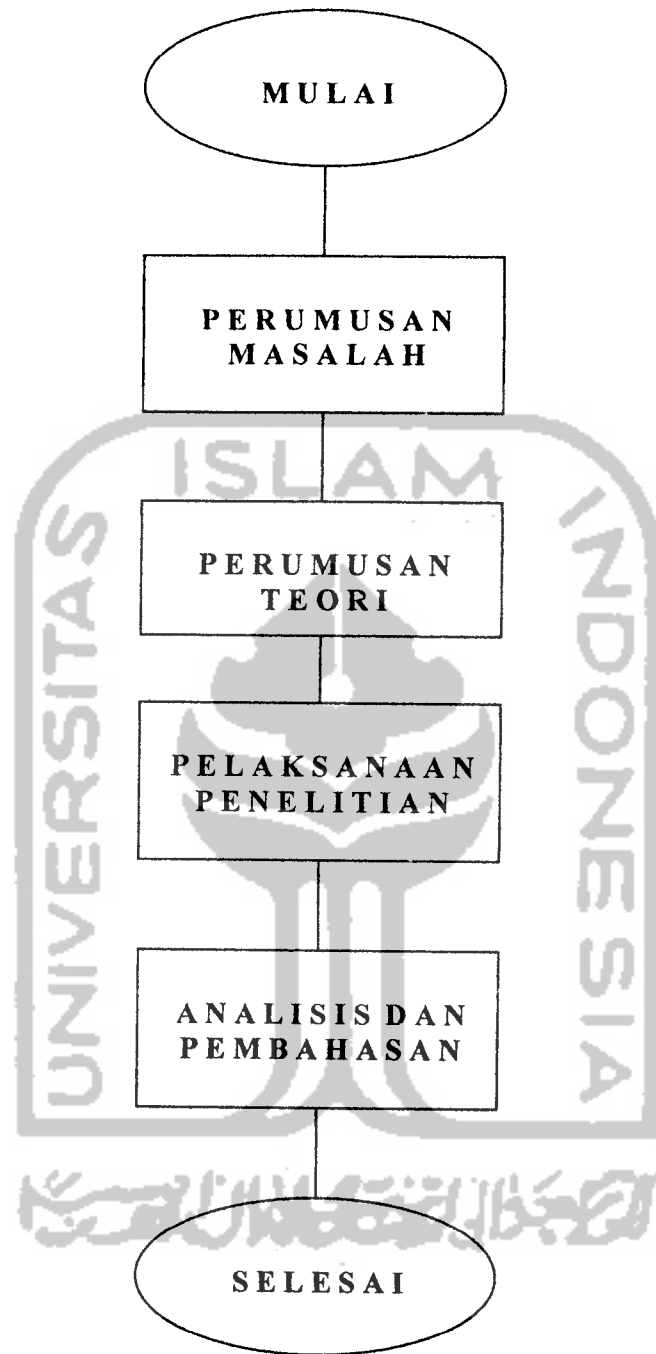 MULAI
PERUMUSAN
MASALAH
ISLAM
UNIVERSITAS
INDONESIA
PERUMUSAN
TEORI
PELAKSANAAN
PENELITIAN
ANALISIS DAN
PEMBAHASAN
SELESAI